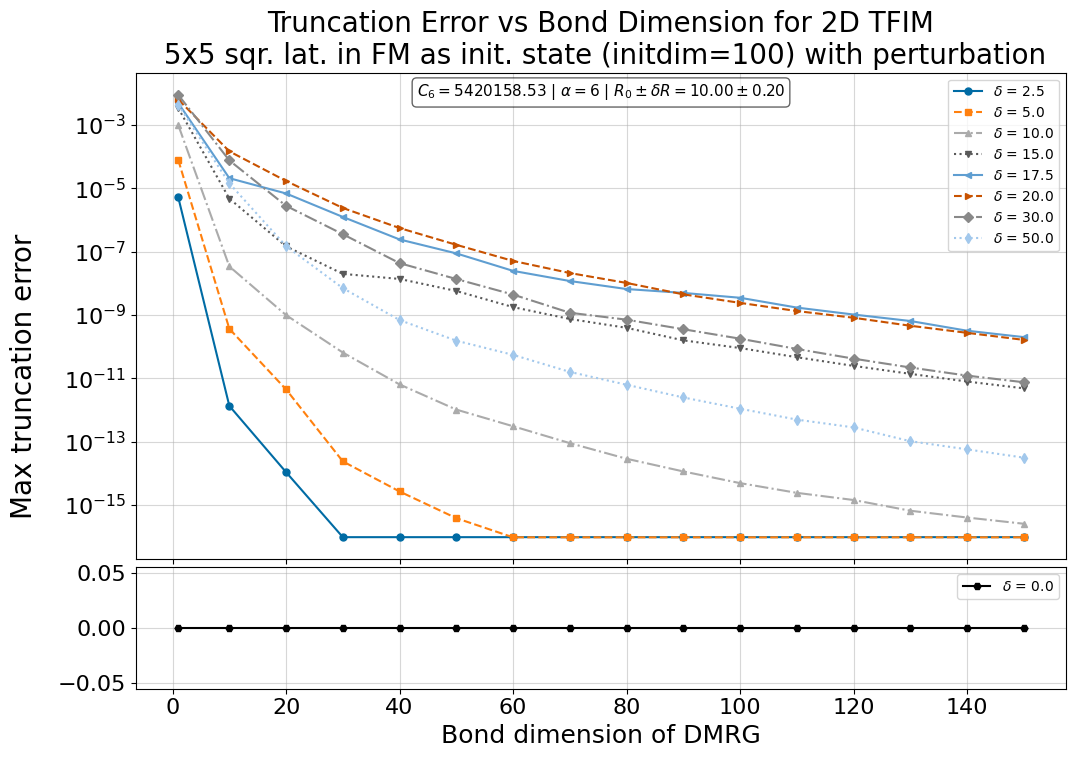 Truncation Error vs Bond Dimension for 2D TFIM
5x5 sqr. lat. in FM as init. state (initdim=100) with perturbation
C₆ = 5420158.53 | α = 6 | R₀ ± δR = 10.00 ± 0.20
δ = 2.5
δ = 5.0
δ = 10.0
δ = 15.0
δ = 17.5
δ = 20.0
δ = 30.0
δ = 50.0
Max truncation error
10⁻³
10⁻⁵
10⁻⁷
10⁻⁹
10⁻¹¹
10⁻¹³
10⁻¹⁵
δ = 0.0
0.05
0.00
−0.05
0 20 40 60 80 100 120 140
Bond dimension of DMRG